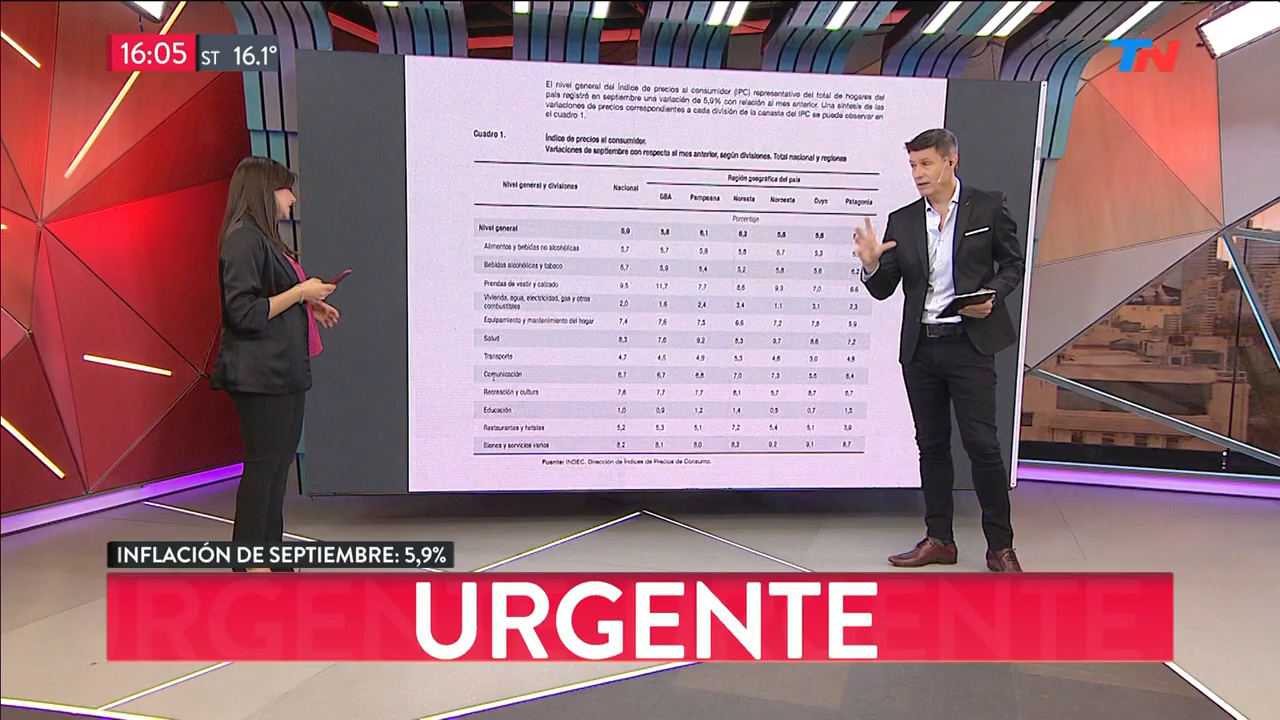 16:05 ST 16.1°
TN
El nivel general del Índice de precios al consumidor (IPC) representativo del total de hogares del
país registró en septiembre una variación de 5,9% con relación al mes anterior. Una síntesis de las
variaciones de precios correspondientes a cada división de la canasta del IPC se puede observar en
el cuadro 1.
Cuadro 1. Índice de precios al consumidor.
Variaciones de septiembre con respecto al mes anterior, según divisiones. Total nacional y regiones
Región geográfica del país
Nivel general y divisiones Nacional
GBA Pampeana Noreste Noroeste Cuyo Patagonia
Porcentaje
Nivel general 5,9 5,8 6,1 6,2 5,8
Alimentos y bebidas no alcohólicas 5,7 5,7 5,9 5,8 6,7 5,3
Bebidas alcohólicas y tabaco 5,7 5,9 5,4 5,2 5,8 5,6 6,2
Prendas de vestir y calzado 9,5 11,7 7,7 8,6 9,3 7,0 6,6
Vivienda, agua, electricidad, gas y otros
combustibles 2,0 1,6 2,4 3,4 1,1 3,1 2,3
Equipamiento y mantenimiento del hogar 7,4 7,6 7,5 6,6 7,2 7,8 5,9
Salud 8,3 7,6 9,2 8,3 9,7 8,6 7,2
Transporte 4,7 4,5 4,9 5,3 4,6 5,0 4,8
Comunicación 6,7 6,7 6,8 7,0 7,3 5,6 6,4
Recreación y cultura 7,6 7,7 7,7 8,1 5,7 8,7 6,7
Educación 1,0 0,9 1,2 1,4 0,5 0,7 1,5
Restaurantes y hoteles 5,2 5,3 5,1 7,2 5,4 5,1 3,9
Bienes y servicios varios 8,2 8,1 8,0 8,2 9,2 9,1 8,7
Fuente: INDEC, Dirección de Índices de Precios de Consumo.
INFLACIÓN DE SEPTIEMBRE: 5,9%
URGENTE